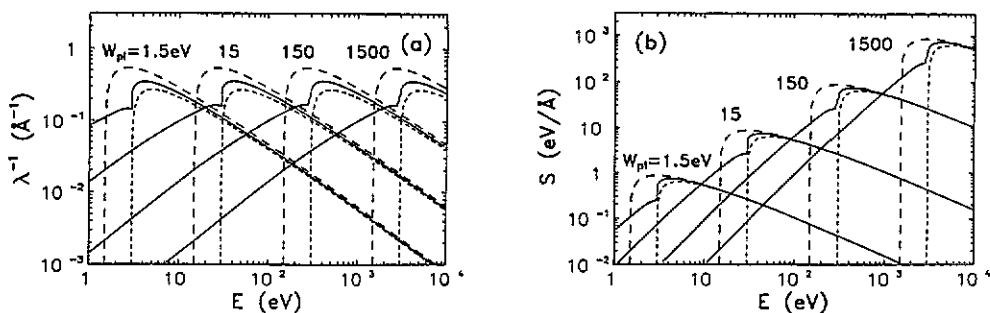 W_pl=1.5eV 15 150 1500 (a)
1
10^-1
10^-2
10^-3
λ^-1 (Å^-1)
1 10^1 10^2 10^3 10^4
E (eV)
(b)
1500
150
15
W_pl=1.5eV
10^3
10^2
10
1
10^-1
10^-2
S (eV/Å)
1 10^1 10^2 10^3 10^4
E (eV)